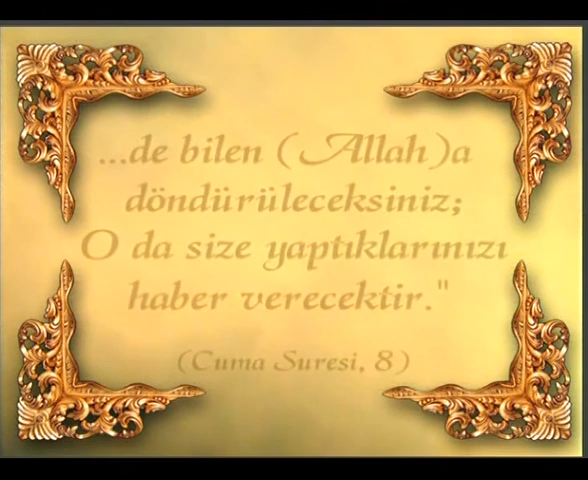 ...de bilen (Allah)a
döndürüleceksiniz;
O da size yaptıklarınızı
haber verecektir."
(Cuma Suresi, 8)